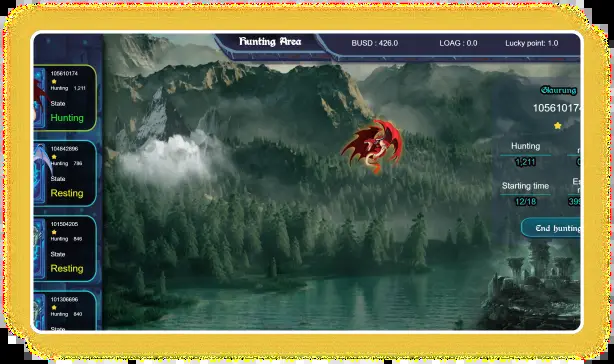 Hunting Area
BUSD : 426.0
LOAG : 0.0
Lucky point: 1.0
105610174
Hunting 1,211
State
Hunting
104842896
Hunting 786
State
Resting
101504205
Hunting 846
State
Resting
101306696
Hunting 840
State
Glaurung
10561017
Hunting
1,211
Starting time
12/18
End hunting